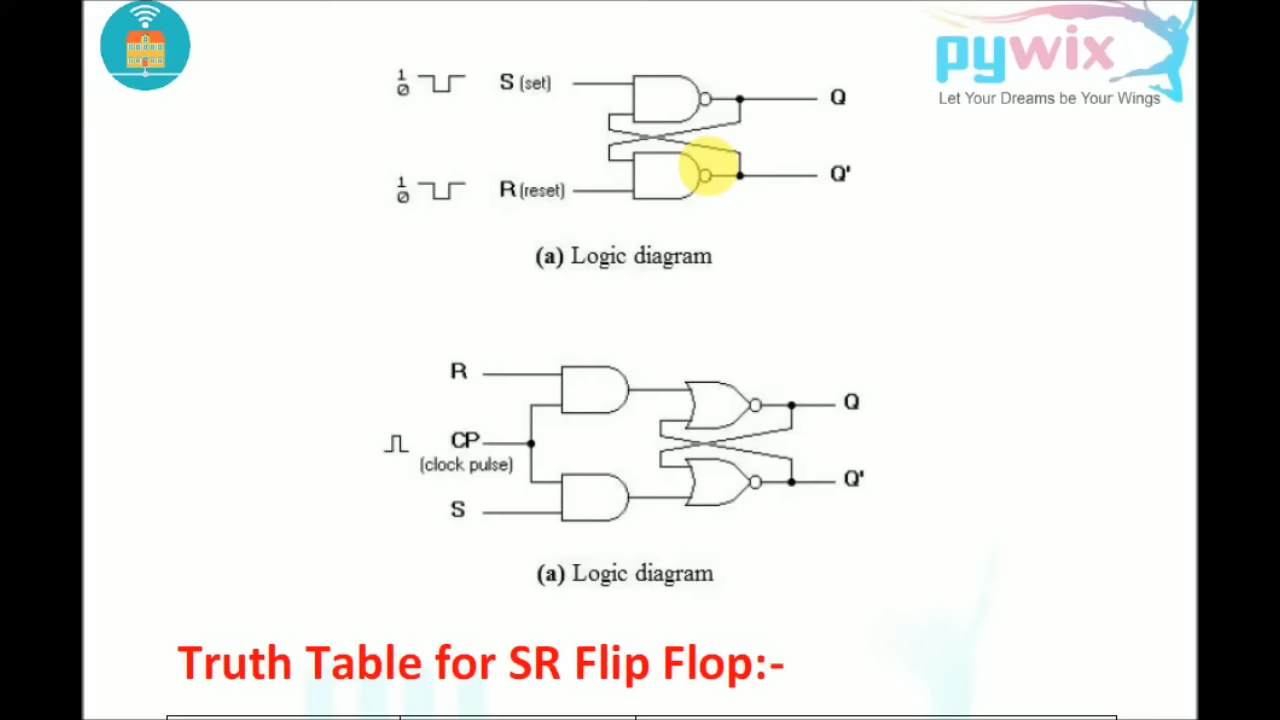 pywix
Let Your Dreams be Your Wings
1
0
S (set)
Q
Q'
1
0
R (reset)
(a) Logic diagram
R
Q
CP
(clock pulse)
Q'
S
(a) Logic diagram
Truth Table for SR Flip Flop:-